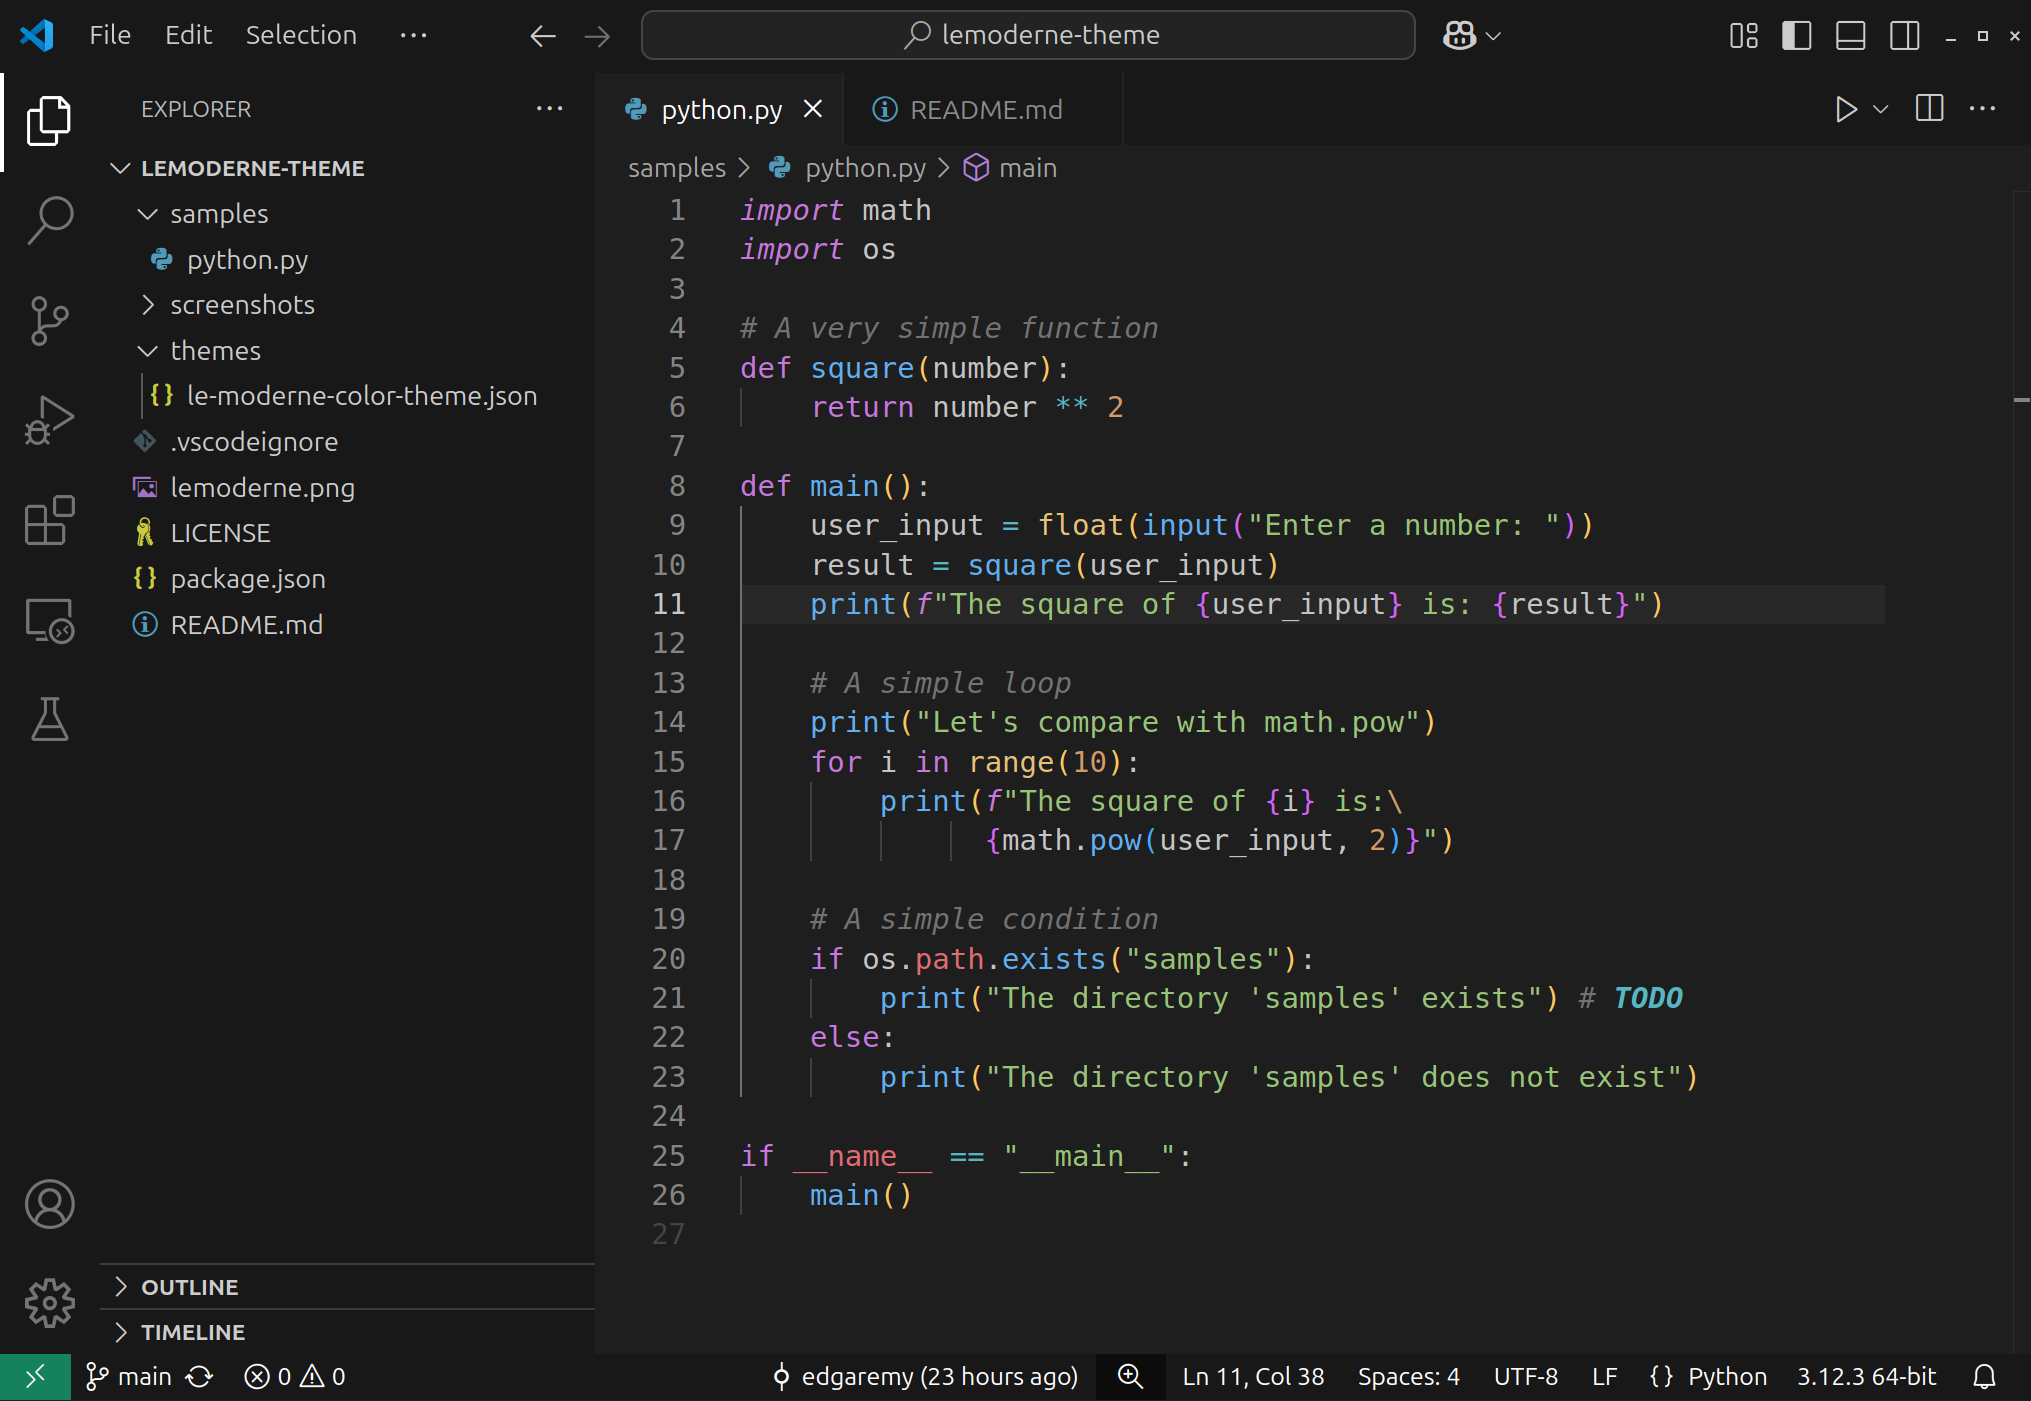 File Edit Selection ···
lemoderne-theme
EXPLORER ···
LEMODERNE-THEME
samples
python.py
screenshots
themes
{} le-moderne-color-theme.json
.vscodeignore
lemoderne.png
LICENSE
{} package.json
README.md
OUTLINE
TIMELINE
python.py README.md ···
samples > python.py > main
1 import math
2 import os
3
4 # A very simple function
5 def square(number):
6     return number ** 2
7
8 def main():
9     user_input = float(input("Enter a number: "))
10     result = square(user_input)
11     print(f"The square of {user_input} is: {result}")
12
13     # A simple loop
14     print("Let's compare with math.pow")
15     for i in range(10):
16         print(f"The square of {i} is:\
17               {math.pow(user_input, 2)}")
18
19     # A simple condition
20     if os.path.exists("samples"):
21         print("The directory 'samples' exists") # TODO
22     else:
23         print("The directory 'samples' does not exist")
24
25 if __name__ == "__main__":
26     main()
27
main 0 0 edgaremy (23 hours ago) Ln 11, Col 38 Spaces: 4 UTF-8 LF {} Python 3.12.3 64-bit